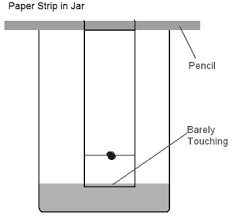 Paper Strip in Jar
Pencil
Barely
Touching